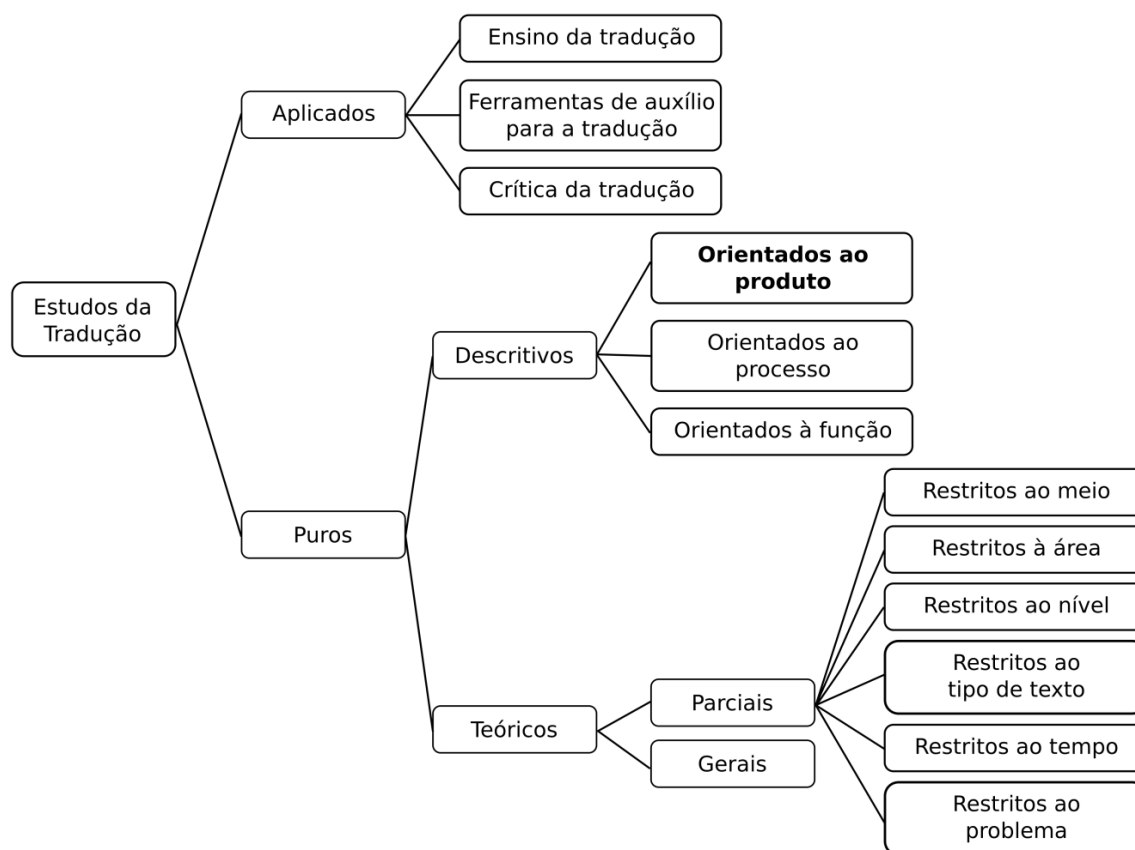 Ensino da tradução
Aplicados
Ferramentas de auxílio
para a tradução
Crítica da tradução
Estudos da
Tradução
Orientados ao
produto
Descritivos
Orientados ao
processo
Orientados à função
Puros
Restritos ao meio
Restritos à área
Restritos ao nível
Restritos ao
tipo de texto
Parciais
Teóricos
Restritos ao tempo
Gerais
Restritos ao
problema